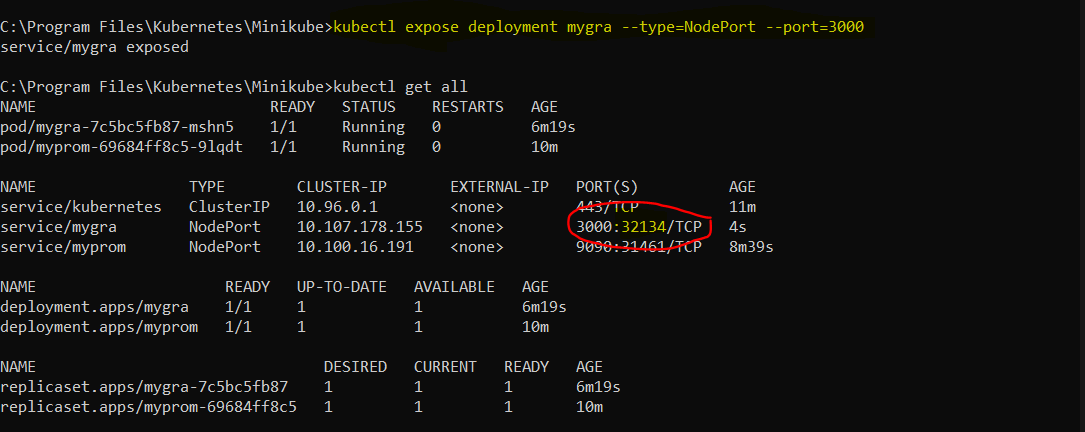 C:\Program Files\Kubernetes\Minikube>kubectl expose deployment mygra --type=NodePort --port=3000
service/mygra exposed
C:\Program Files\Kubernetes\Minikube>kubectl get all
NAME READY STATUS RESTARTS AGE
pod/mygra-7c5bc5fb87-mshn5 1/1 Running 0 6m19s
pod/myprom-69684ff8c5-9lqdt 1/1 Running 0 10m
NAME TYPE CLUSTER-IP EXTERNAL-IP PORT(S) AGE
service/kubernetes ClusterIP 10.96.0.1 <none> 443/TCP 11m
service/mygra NodePort 10.107.178.155 <none> 3000:32134/TCP 4s
service/myprom NodePort 10.100.16.191 <none> 9090:31461/TCP 8m39s
NAME READY UP-TO-DATE AVAILABLE AGE
deployment.apps/mygra 1/1 1 1 6m19s
deployment.apps/myprom 1/1 1 1 10m
NAME DESIRED CURRENT READY AGE
replicaset.apps/mygra-7c5bc5fb87 1 1 1 6m19s
replicaset.apps/myprom-69684ff8c5 1 1 1 10m